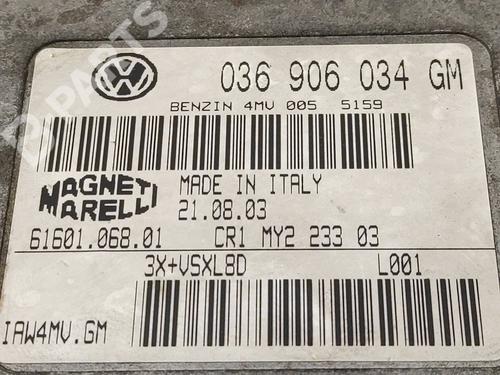 036 906 034 GM
BENZIN 4MV 005 5159
MAGNETI MARELLI
MADE IN ITALY
21.08.03
61601.068.01 CR1 MY2 233 03
3X+VSXL8D L001
IAW4MV.GM